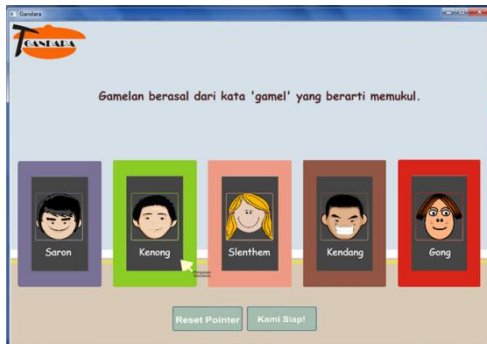 Gandara
GANDARA
Gamelan berasal dari kata 'gamel' yang berarti memukul.
Saron
Kenong
Slenthem
Kendang
Gong
Reset Pointer
Kami Siap!